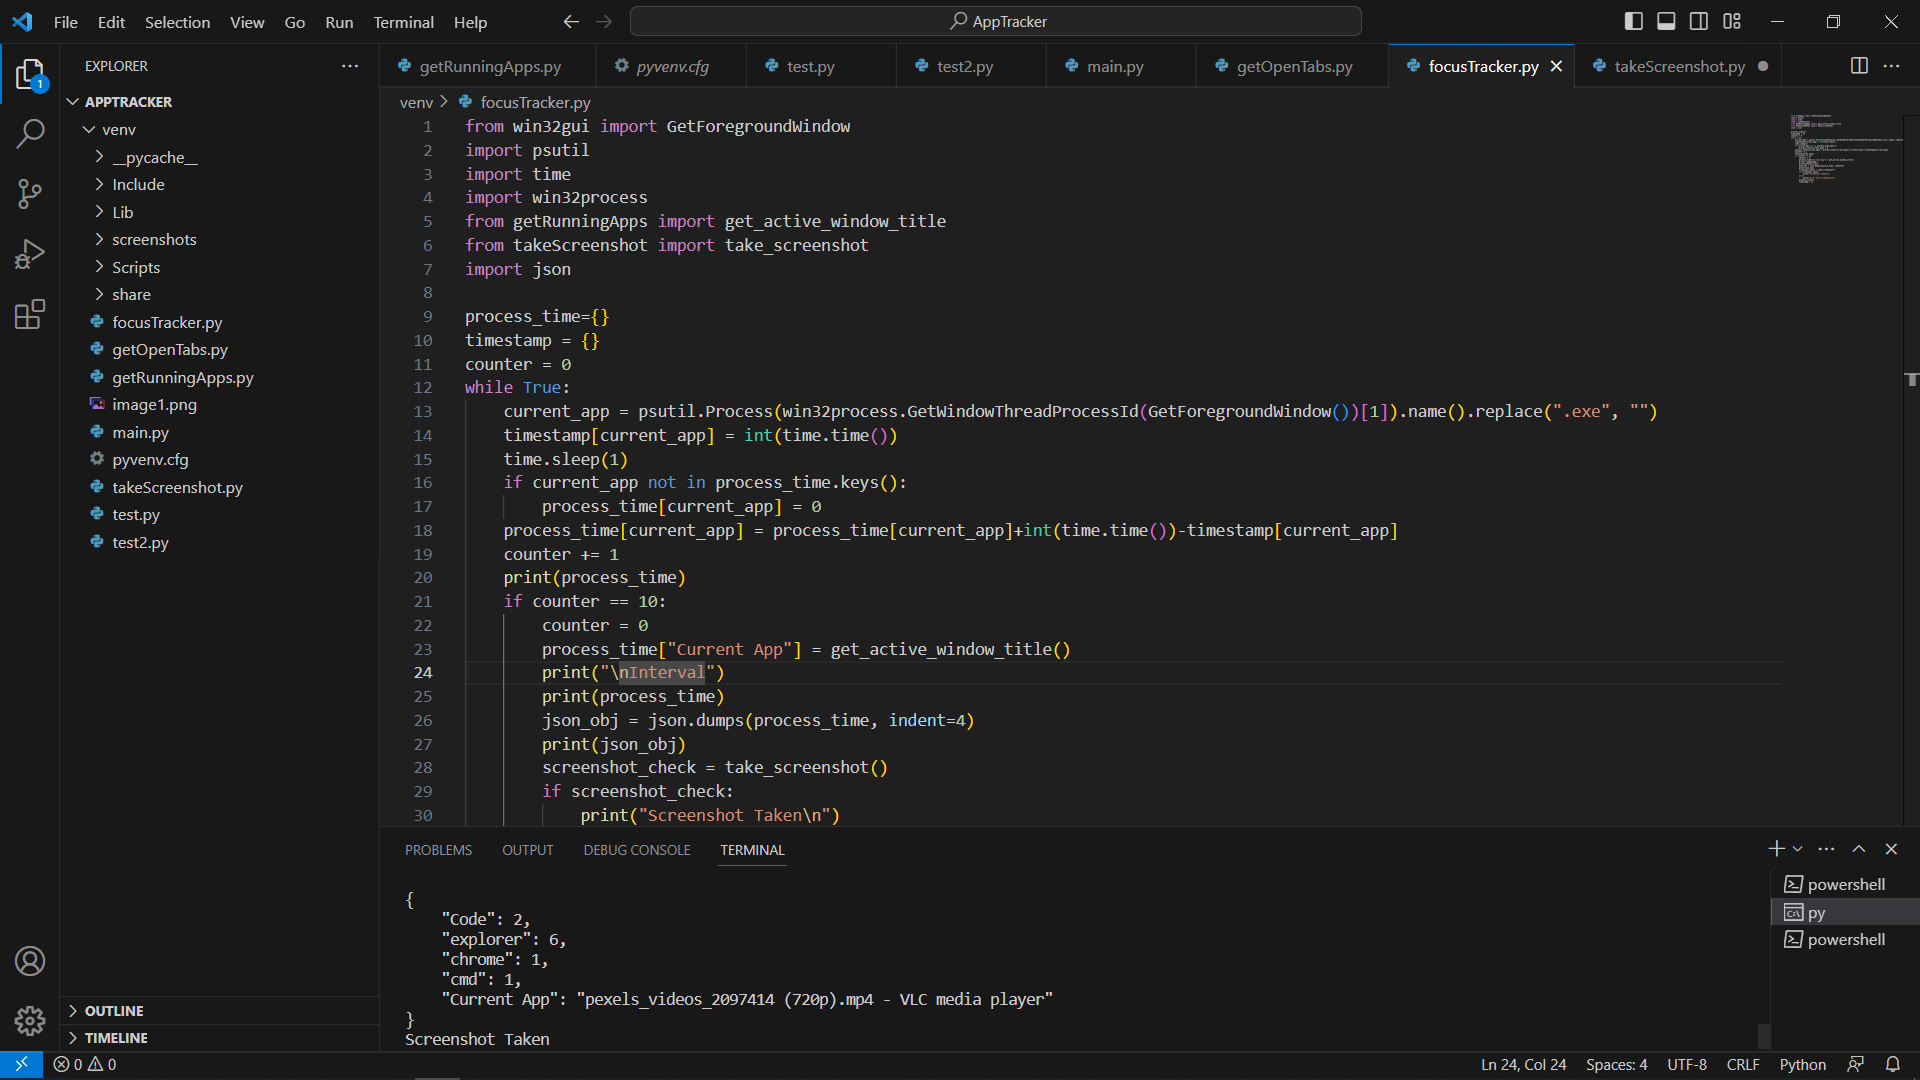 File Edit Selection View Go Run Terminal Help AppTracker
EXPLORER
1
APPTRACKER
venv
__pycache__
Include
Lib
screenshots
Scripts
share
focusTracker.py
getOpenTabs.py
getRunningApps.py
image1.png
main.py
pyvenv.cfg
takeScreenshot.py
test.py
test2.py
OUTLINE
TIMELINE
getRunningApps.py pyvenv.cfg test.py test2.py main.py getOpenTabs.py focusTracker.py takeScreenshot.py
venv > focusTracker.py
1 from win32gui import GetForegroundWindow
2 import psutil
3 import time
4 import win32process
5 from getRunningApps import get_active_window_title
6 from takeScreenshot import take_screenshot
7 import json
8
9 process_time={}
10 timestamp = {}
11 counter = 0
12 while True:
13 current_app = psutil.Process(win32process.GetWindowThreadProcessId(GetForegroundWindow())[1]).name().replace(".exe", "")
14 timestamp[current_app] = int(time.time())
15 time.sleep(1)
16 if current_app not in process_time.keys():
17 process_time[current_app] = 0
18 process_time[current_app] = process_time[current_app]+int(time.time())-timestamp[current_app]
19 counter += 1
20 print(process_time)
21 if counter == 10:
22 counter = 0
23 process_time["Current App"] = get_active_window_title()
24 print("\nInterval")
25 print(process_time)
26 json_obj = json.dumps(process_time, indent=4)
27 print(json_obj)
28 screenshot_check = take_screenshot()
29 if screenshot_check:
30 print("Screenshot Taken\n")
PROBLEMS OUTPUT DEBUG CONSOLE TERMINAL
{
"Code": 2,
"explorer": 6,
"chrome": 1,
"cmd": 1,
"Current App": "pexels_videos_2097414 (720p).mp4 - VLC media player"
}
Screenshot Taken
powershell
py
powershell
0 0 Ln 24, Col 24 Spaces: 4 UTF-8 CRLF Python